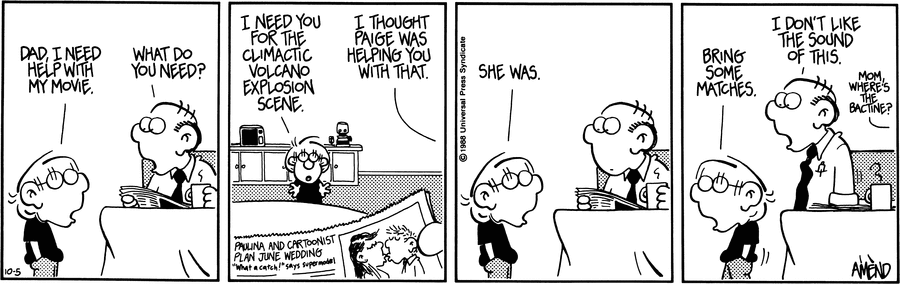 DAD, I NEED
HELP WITH
MY MOVIE.
WHAT DO
YOU NEED?
10-5
I NEED YOU
FOR THE
CLIMACTIC
VOLCANO
EXPLOSION
SCENE.
I THOUGHT
PAIGE WAS
HELPING YOU
WITH THAT.
PAULINA AND CARTOONIST
PLAN JUNE WEDDING
"What a catch!" says supermodel
© 1988 Universal Press Syndicate
SHE WAS.
BRING
SOME
MATCHES.
I DON'T LIKE
THE SOUND
OF THIS.
MOM,
WHERE'S
THE
BACTINE?
AMEND